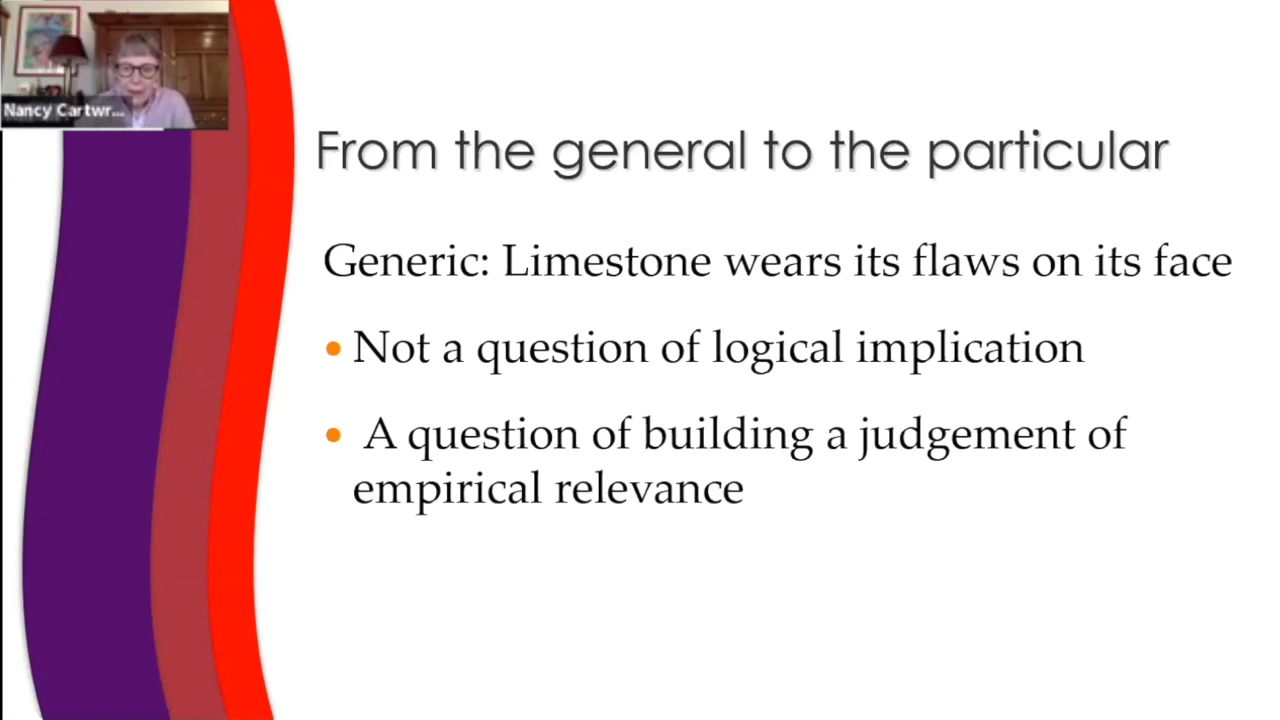 Nancy Cartwr...
From the general to the particular
Generic: Limestone wears its flaws on its face
• Not a question of logical implication
• A question of building a judgement of
empirical relevance